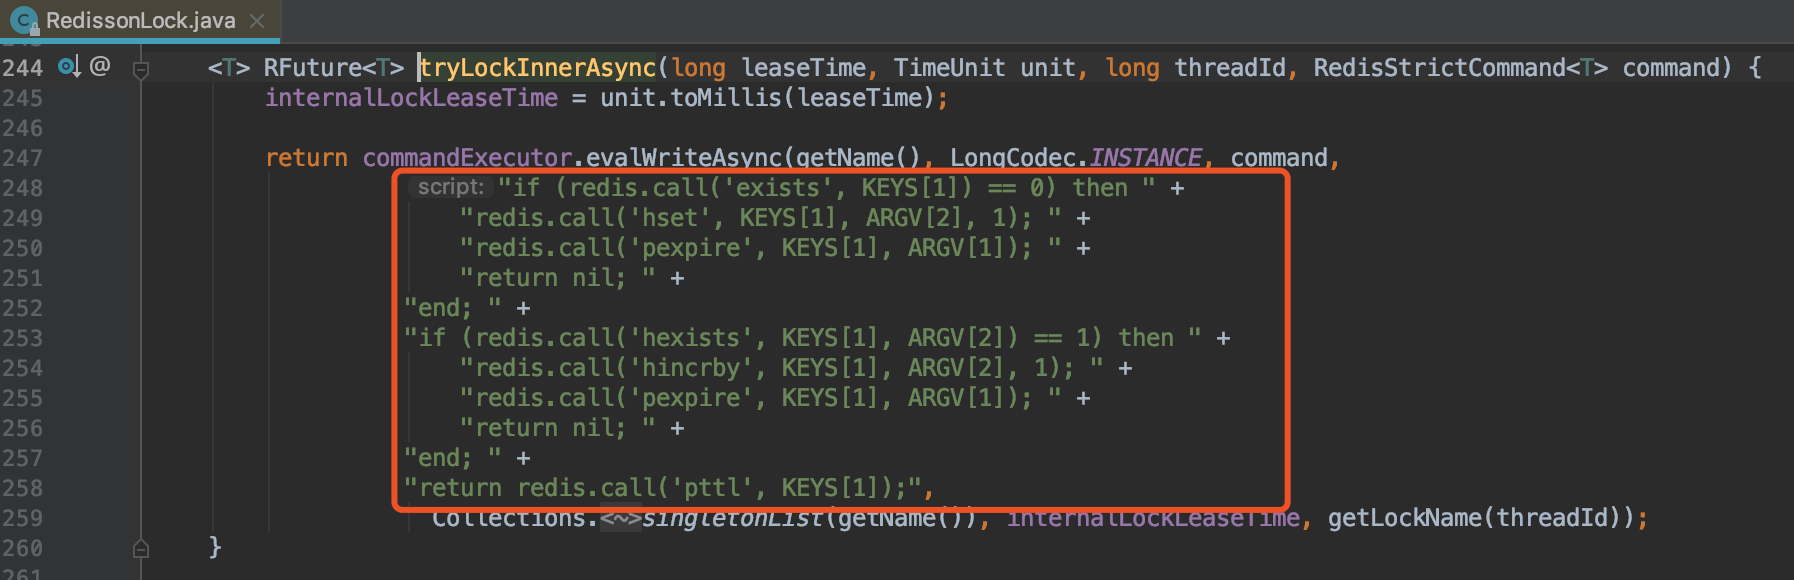 RedissonLock.java
244 @ <T> RFuture<T> tryLockInnerAsync(long leaseTime, TimeUnit unit, long threadId, RedisStrictCommand<T> command) {
245 internalLockLeaseTime = unit.toMillis(leaseTime);
246
247 return commandExecutor.evalWriteAsync(getName(), LongCodec.INSTANCE, command,
248 script: "if (redis.call('exists', KEYS[1]) == 0) then " +
249 "redis.call('hset', KEYS[1], ARGV[2], 1); " +
250 "redis.call('pexpire', KEYS[1], ARGV[1]); " +
251 "return nil; " +
252 "end; " +
253 "if (redis.call('hexists', KEYS[1], ARGV[2]) == 1) then " +
254 "redis.call('hincrby', KEYS[1], ARGV[2], 1); " +
255 "redis.call('pexpire', KEYS[1], ARGV[1]); " +
256 "return nil; " +
257 "end; " +
258 "return redis.call('pttl', KEYS[1]);",
259 Collections.<~>singletonList(getName()), internalLockLeaseTime, getLockName(threadId));
260 }
261